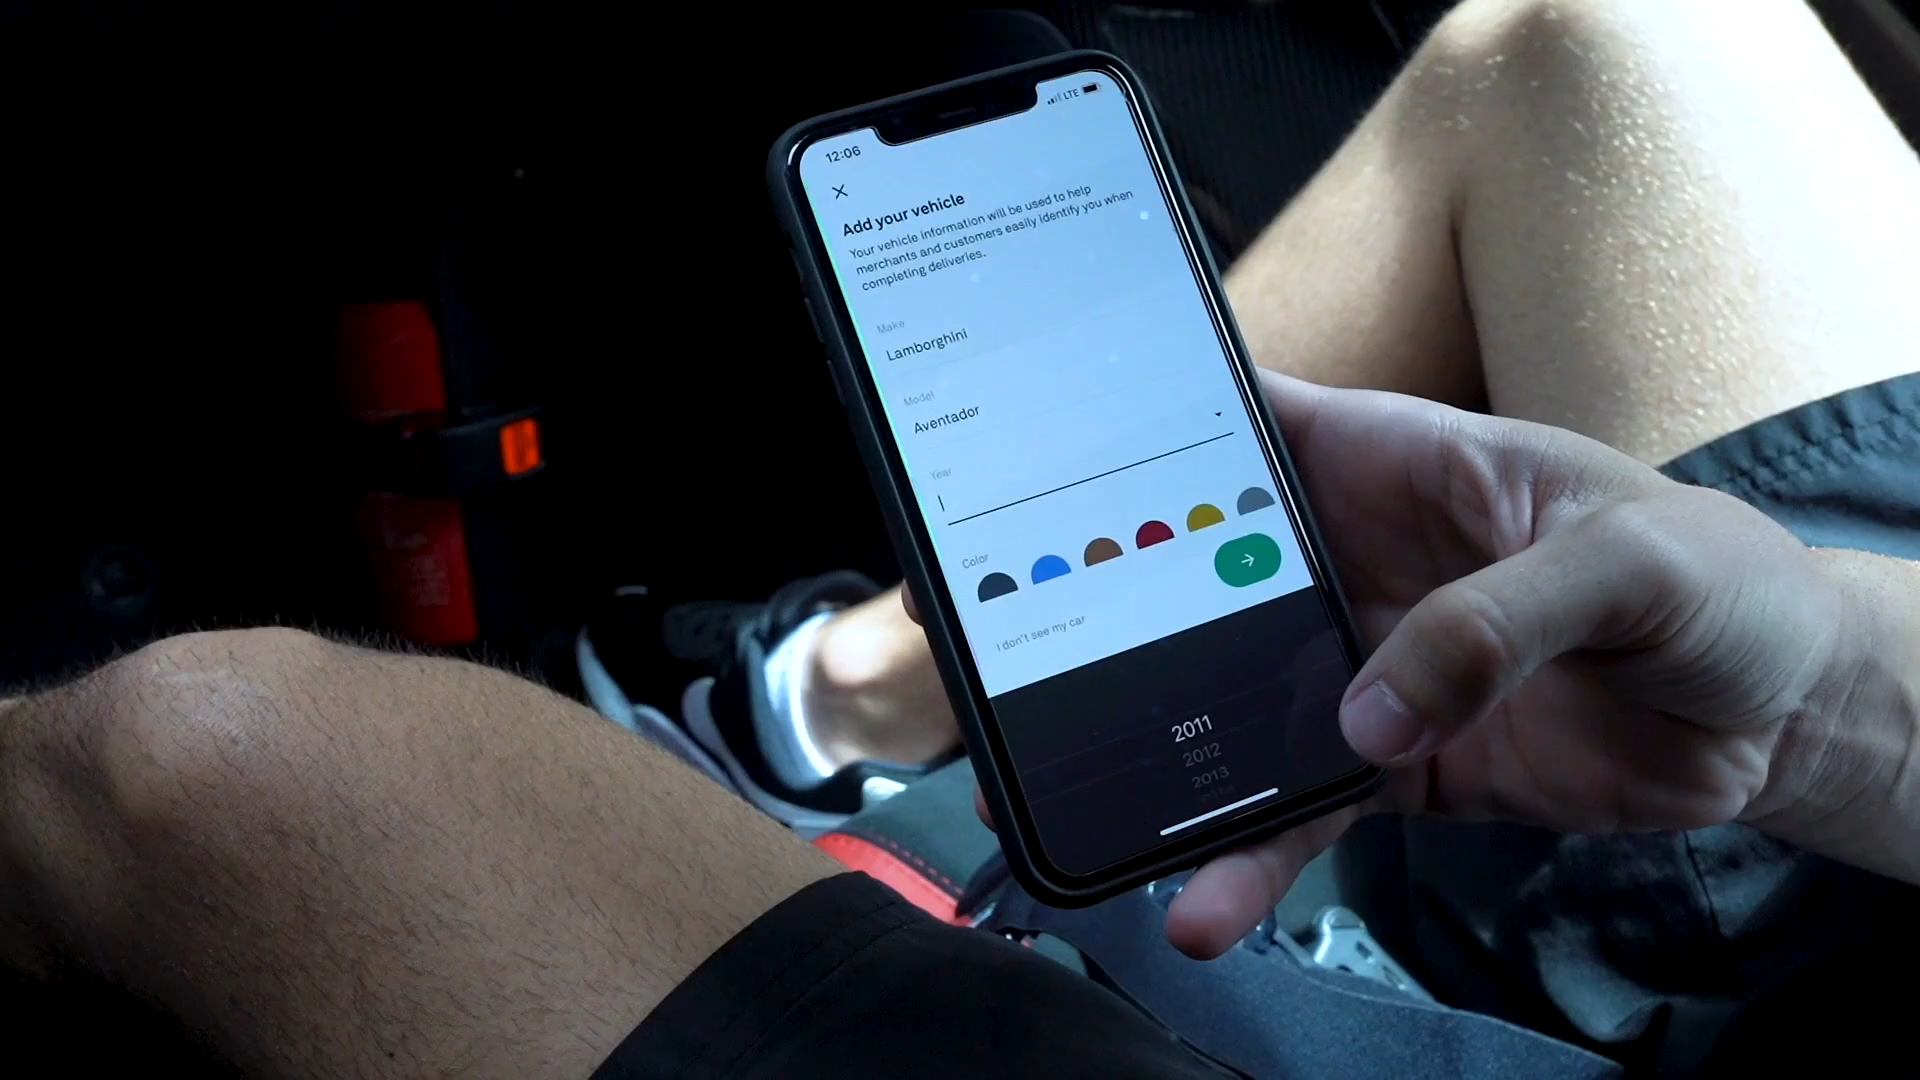 12:06
LTE
Add your vehicle
Your vehicle information will be used to help
merchants and customers easily identify you when
completing deliveries.
Make
Lamborghini
Model
Aventador
Year
Color
I don't see my car
2011
2012
2013